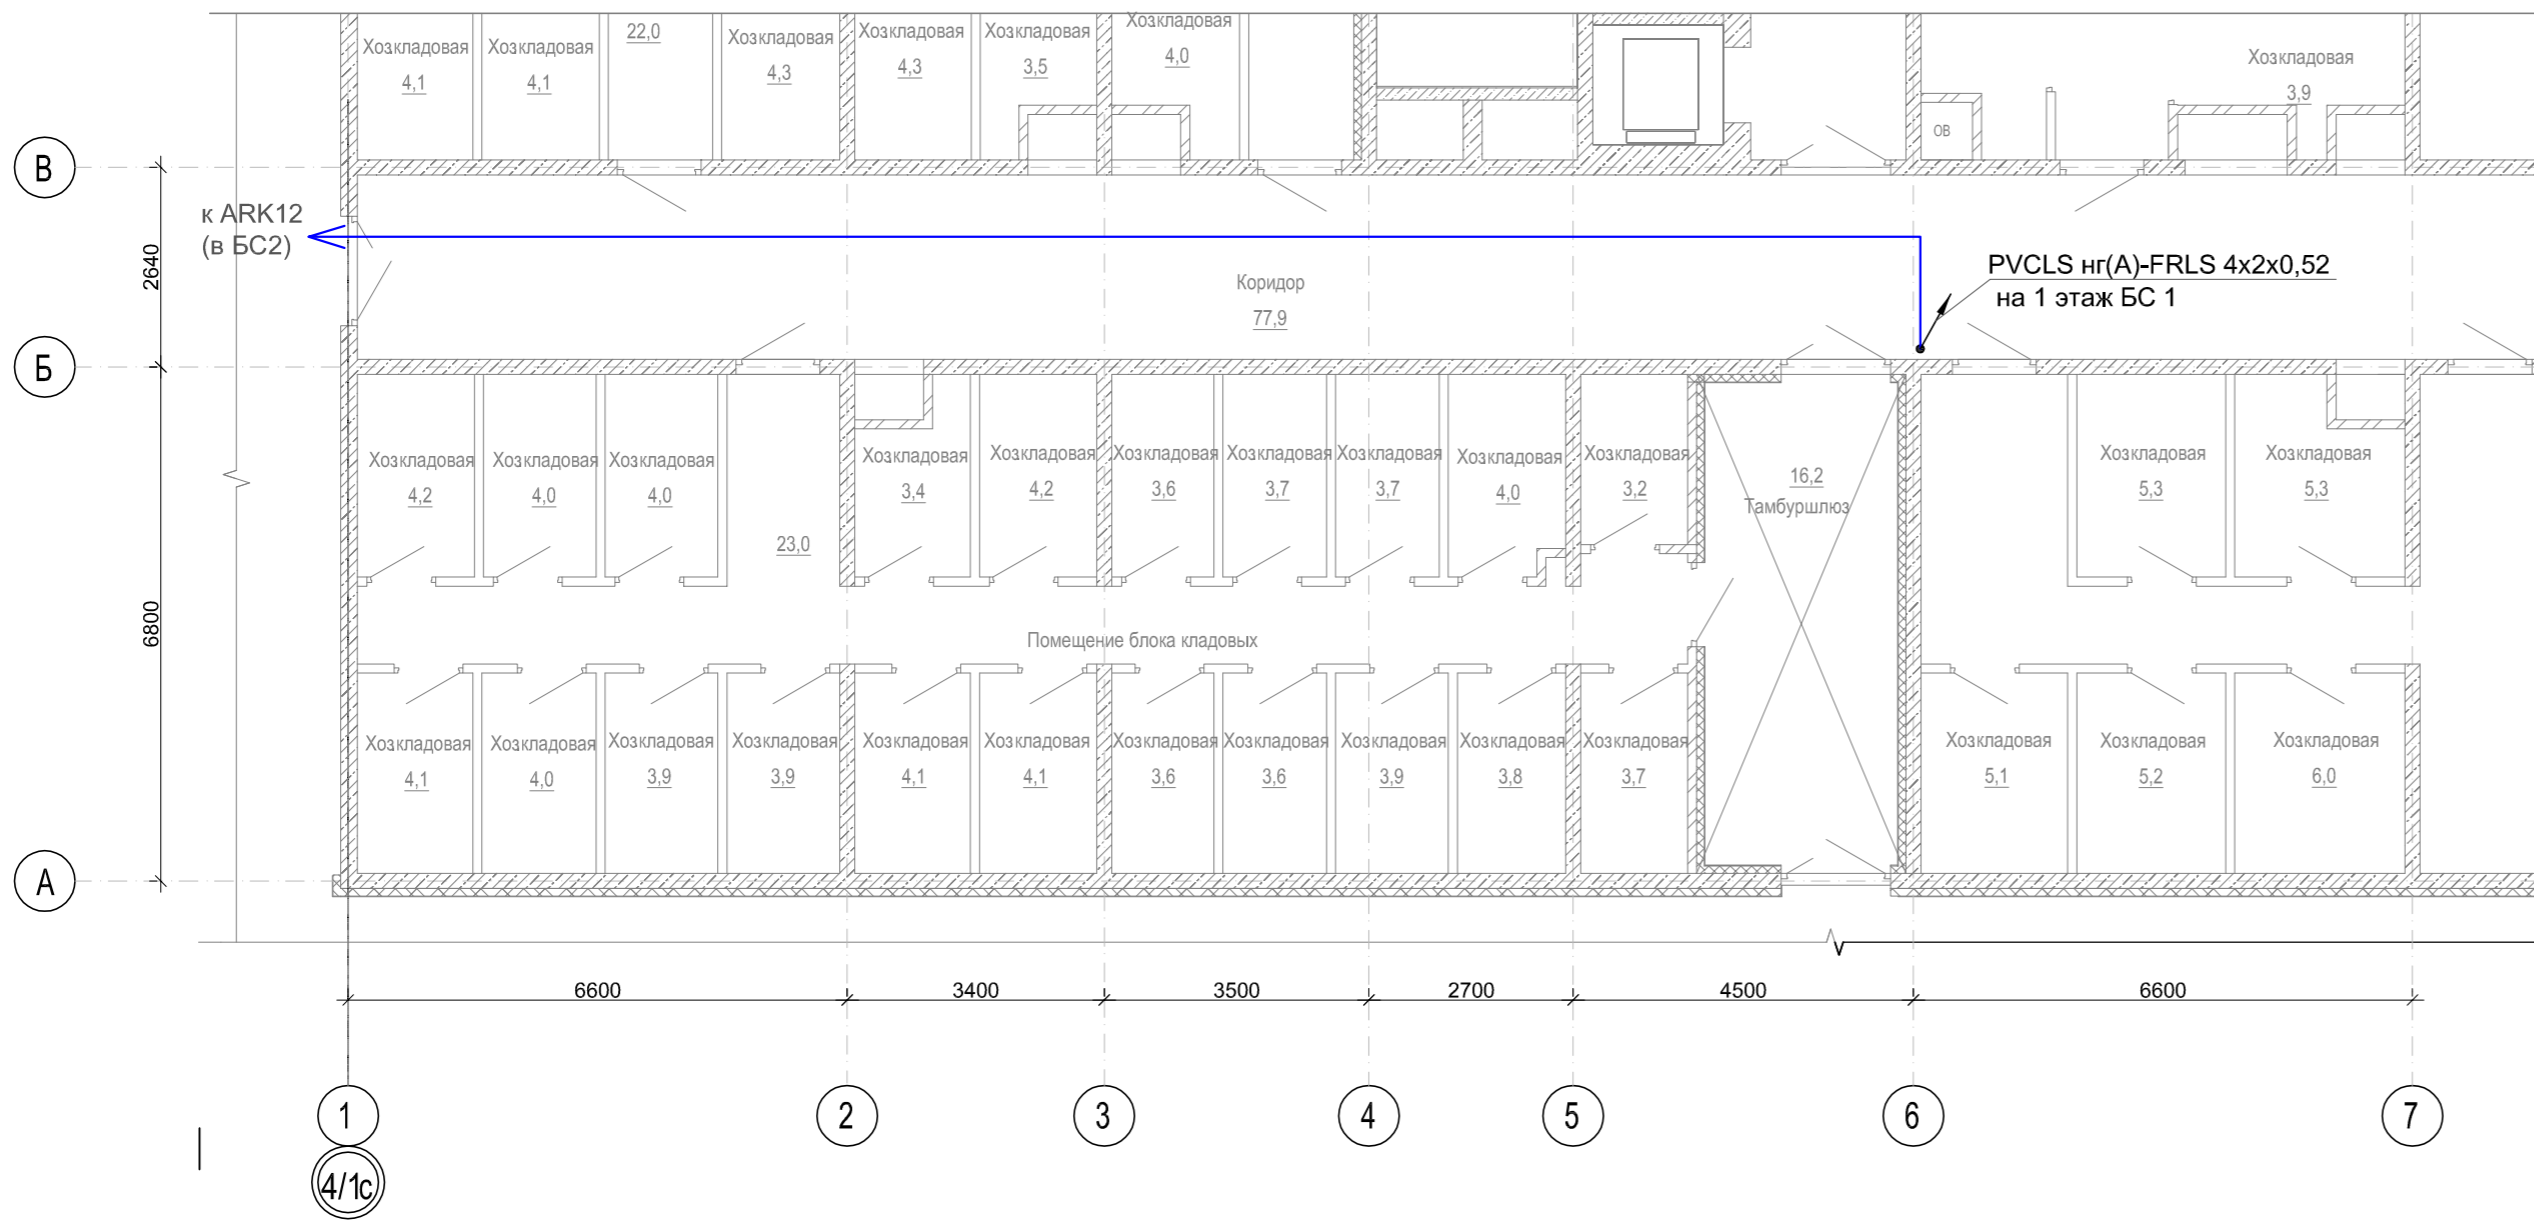 22,0
Хозкладовая
4,1
Хозкладовая
4,1
Хозкладовая
4,3
Хозкладовая
4,3
Хозкладовая
3,5
Хозкладовая
4,0
Хозкладовая
3,9
ОВ
В
к ARK12
(в БС2)
2640
PVCLS нг(А)-FRLS 4х2х0,52
на 1 этаж БС 1
Коридор
77,9
Б
Хозкладовая
4,2
Хозкладовая
4,0
Хозкладовая
4,0
23,0
Хозкладовая
3,4
Хозкладовая
4,2
Хозкладовая
3,6
Хозкладовая
3,7
Хозкладовая
3,7
Хозкладовая
4,0
Хозкладовая
3,2
16,2
Тамбуршлюз
Хозкладовая
5,3
Хозкладовая
5,3
6800
Помещение блока кладовых
Хозкладовая
4,1
Хозкладовая
4,0
Хозкладовая
3,9
Хозкладовая
3,9
Хозкладовая
4,1
Хозкладовая
4,1
Хозкладовая
3,6
Хозкладовая
3,6
Хозкладовая
3,9
Хозкладовая
3,8
Хозкладовая
3,7
Хозкладовая
5,1
Хозкладовая
5,2
Хозкладовая
6,0
А
6600 3400 3500 2700 4500 6600
1 2 3 4 5 6 7
4/1с